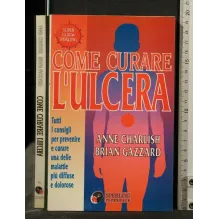 COME CURARE
L'ULCERA
Tutti
i consigli
per prevenire
e curare
una delle
malattie
più diffuse
e dolorose
ANNE CHARLISH
BRIAN GAZZARD
COME CURARE L'ULCERA